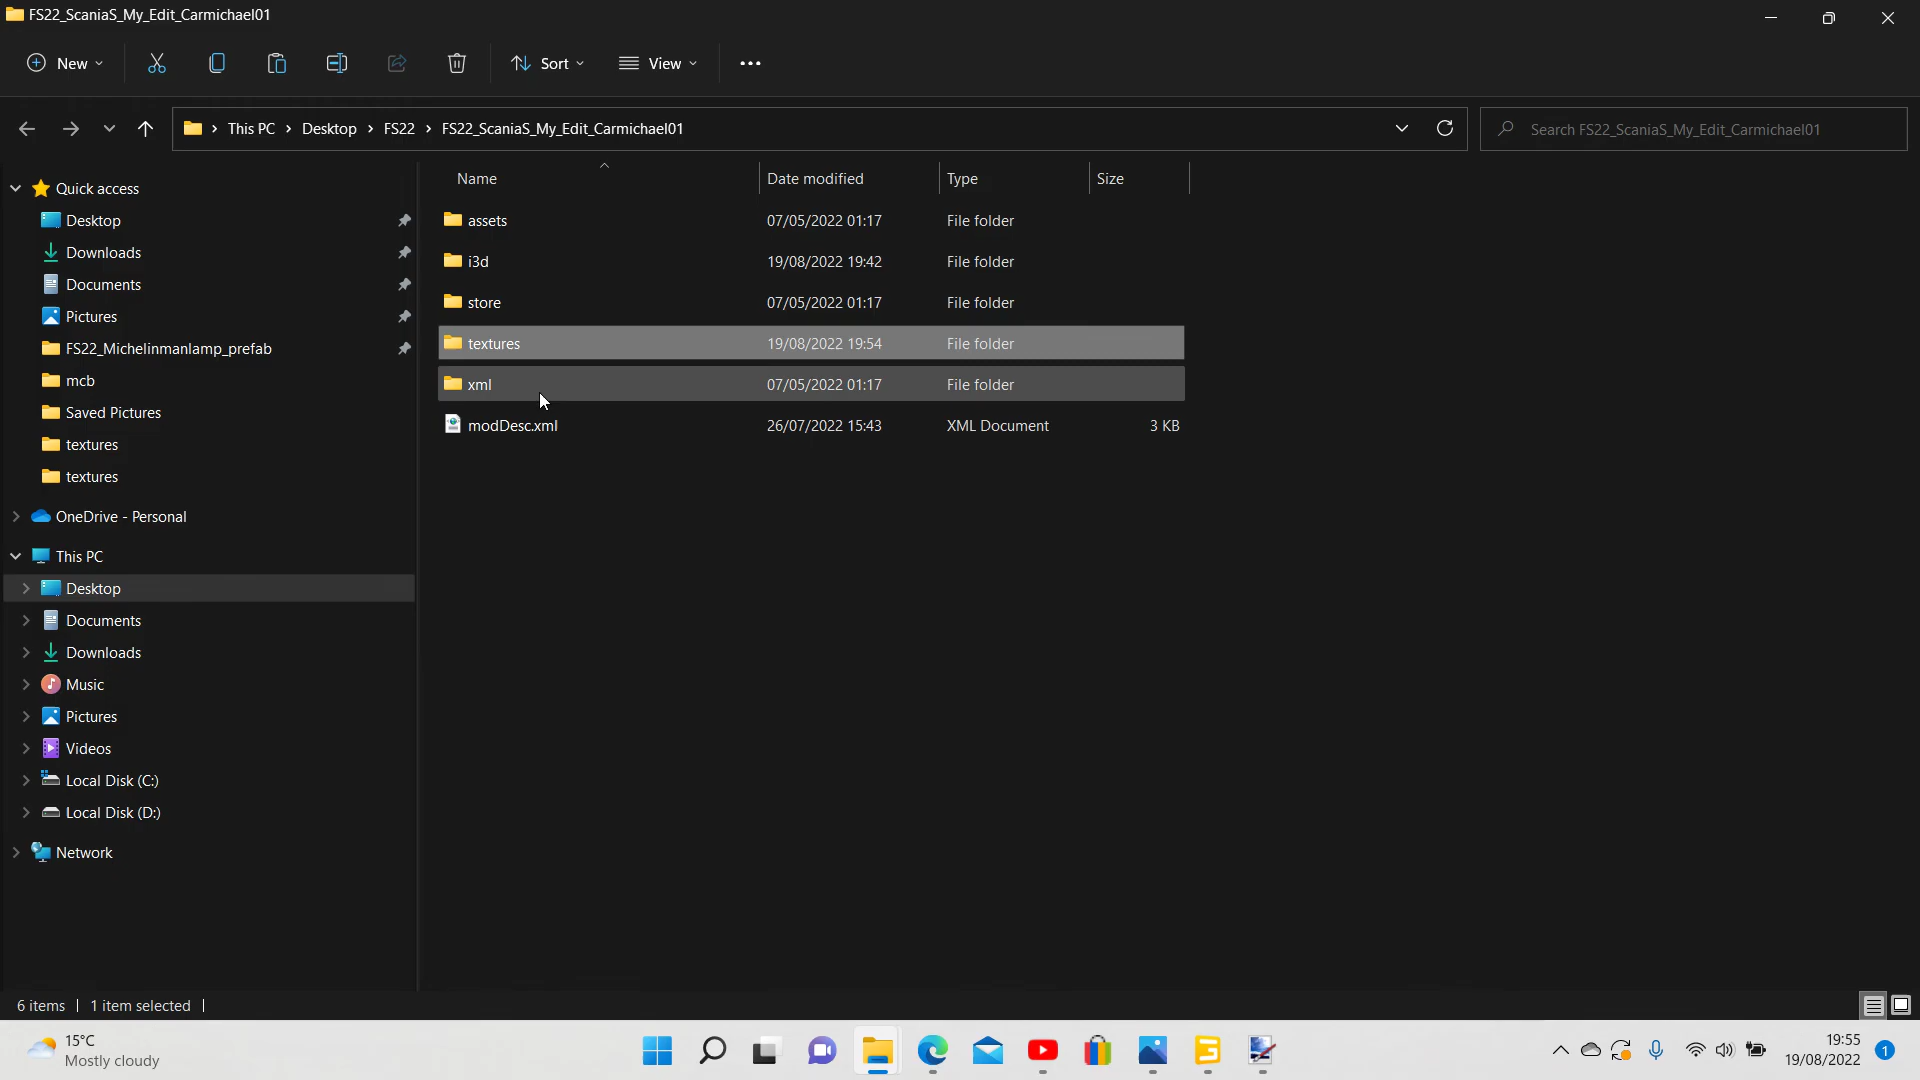 FS22_ScaniaS_My_Edit_Carmichael01
New
Sort
View
This PC > Desktop > FS22 > FS22_ScaniaS_My_Edit_Carmichael01
Search FS22_ScaniaS_My_Edit_Carmichael01
Quick access
Desktop
Downloads
Documents
Pictures
FS22_Michelinmanlamp_prefab
mcb
Saved Pictures
textures
textures
OneDrive - Personal
This PC
Desktop
Documents
Downloads
Music
Pictures
Videos
Local Disk (C:)
Local Disk (D:)
Network
Name Date modified Type Size
assets 07/05/2022 01:17 File folder
i3d 19/08/2022 19:42 File folder
store 07/05/2022 01:17 File folder
textures 19/08/2022 19:54 File folder
xml 07/05/2022 01:17 File folder
modDesc.xml 26/07/2022 15:43 XML Document 3 KB
6 items | 1 item selected |
15°C
Mostly cloudy
19:55
19/08/2022
1